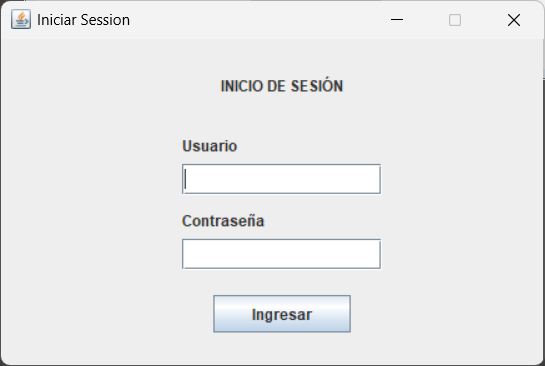 Iniciar Session
INICIO DE SESIÓN
Usuario
Contraseña
Ingresar